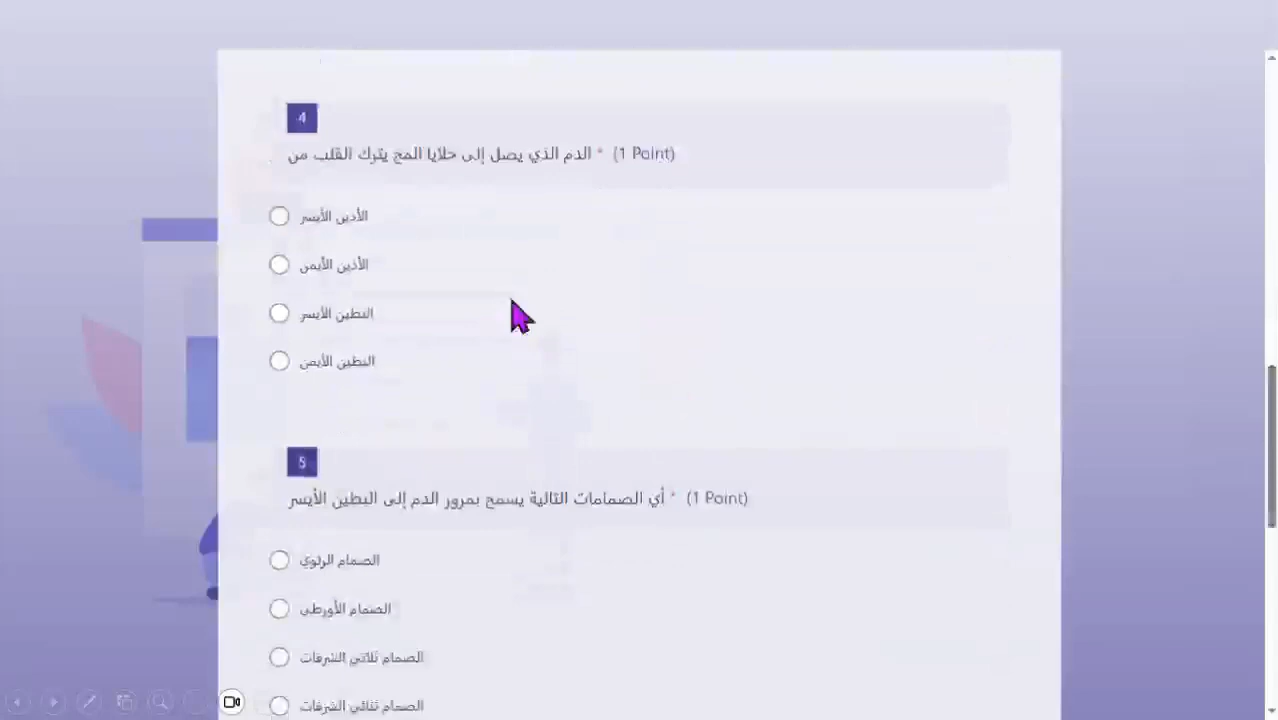 4
الدم الذي يصل إلى خلايا المخ يترك القلب من * (1 Point)
الأذين الأيسر
الأذين الأيمن
البطين الأيسر
البطين الأيمن
5
أي الصمامات التالية يسمح بمرور الدم إلى البطين الأيسر * (1 Point)
الصمام الرئوي
الصمام الأورطى
الصمام ثلاثي الشرفات
الصمام ثنائي الشرفات